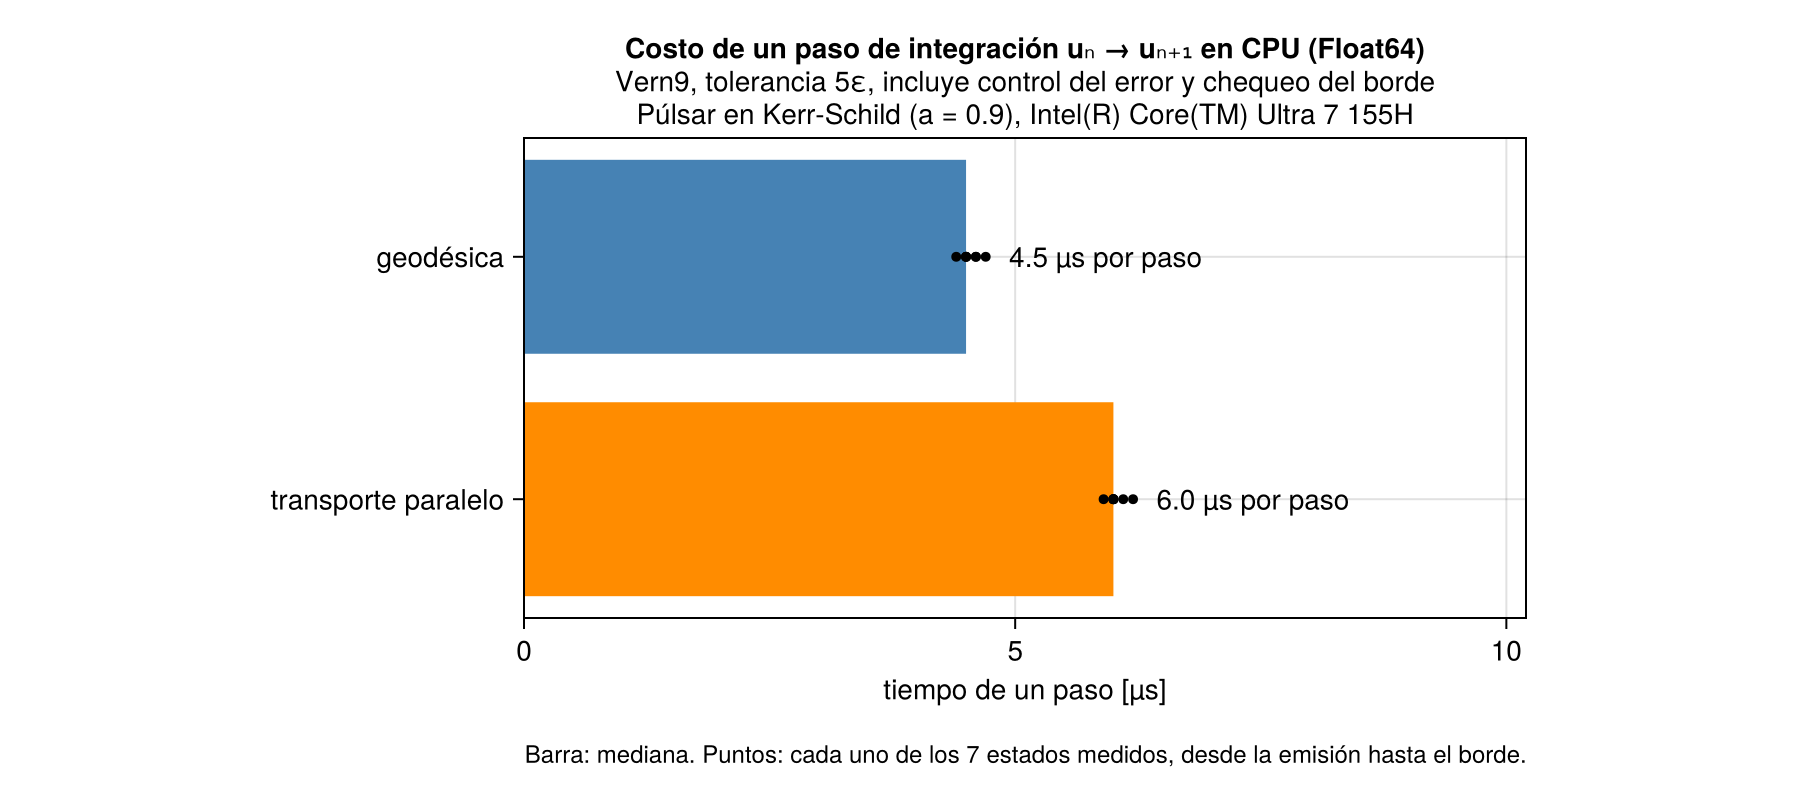 Costo de un paso de integración uₙ → uₙ₊₁ en CPU (Float64)
Vern9, tolerancia 5ε, incluye control del error y chequeo del borde
Púlsar en Kerr-Schild (a = 0.9), Intel(R) Core(TM) Ultra 7 155H
geodésica
4.5 µs por paso
transporte paralelo
6.0 µs por paso
0 5 10
tiempo de un paso [µs]
Barra: mediana. Puntos: cada uno de los 7 estados medidos, desde la emisión hasta el borde.